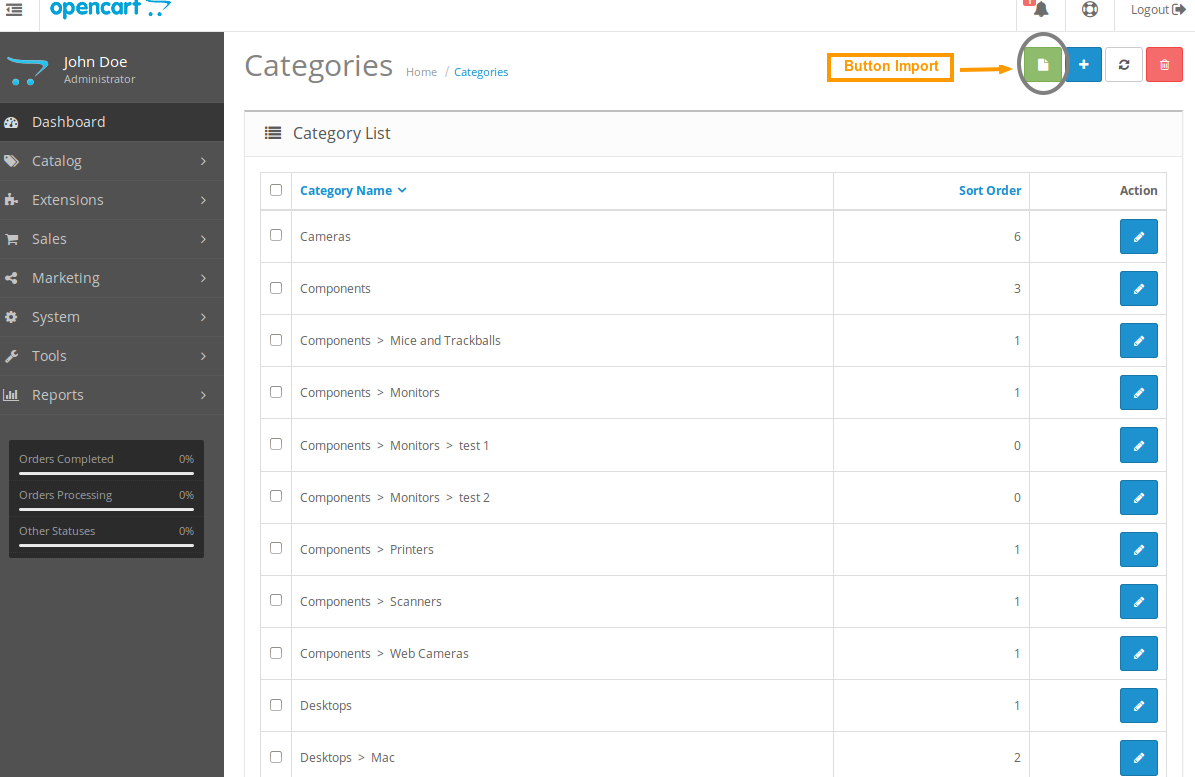 opencart
1
Logout
John Doe
Administrator
Categories
Home / Categories
Button Import
Dashboard
Catalog
Extensions
Sales
Marketing
System
Tools
Reports
Orders Completed 0%
Orders Processing 0%
Other Statuses 0%
Category List
Category Name Sort Order Action
Cameras 6
Components 3
Components > Mice and Trackballs 1
Components > Monitors 1
Components > Monitors > test 1 0
Components > Monitors > test 2 0
Components > Printers 1
Components > Scanners 1
Components > Web Cameras 1
Desktops 1
Desktops > Mac 2